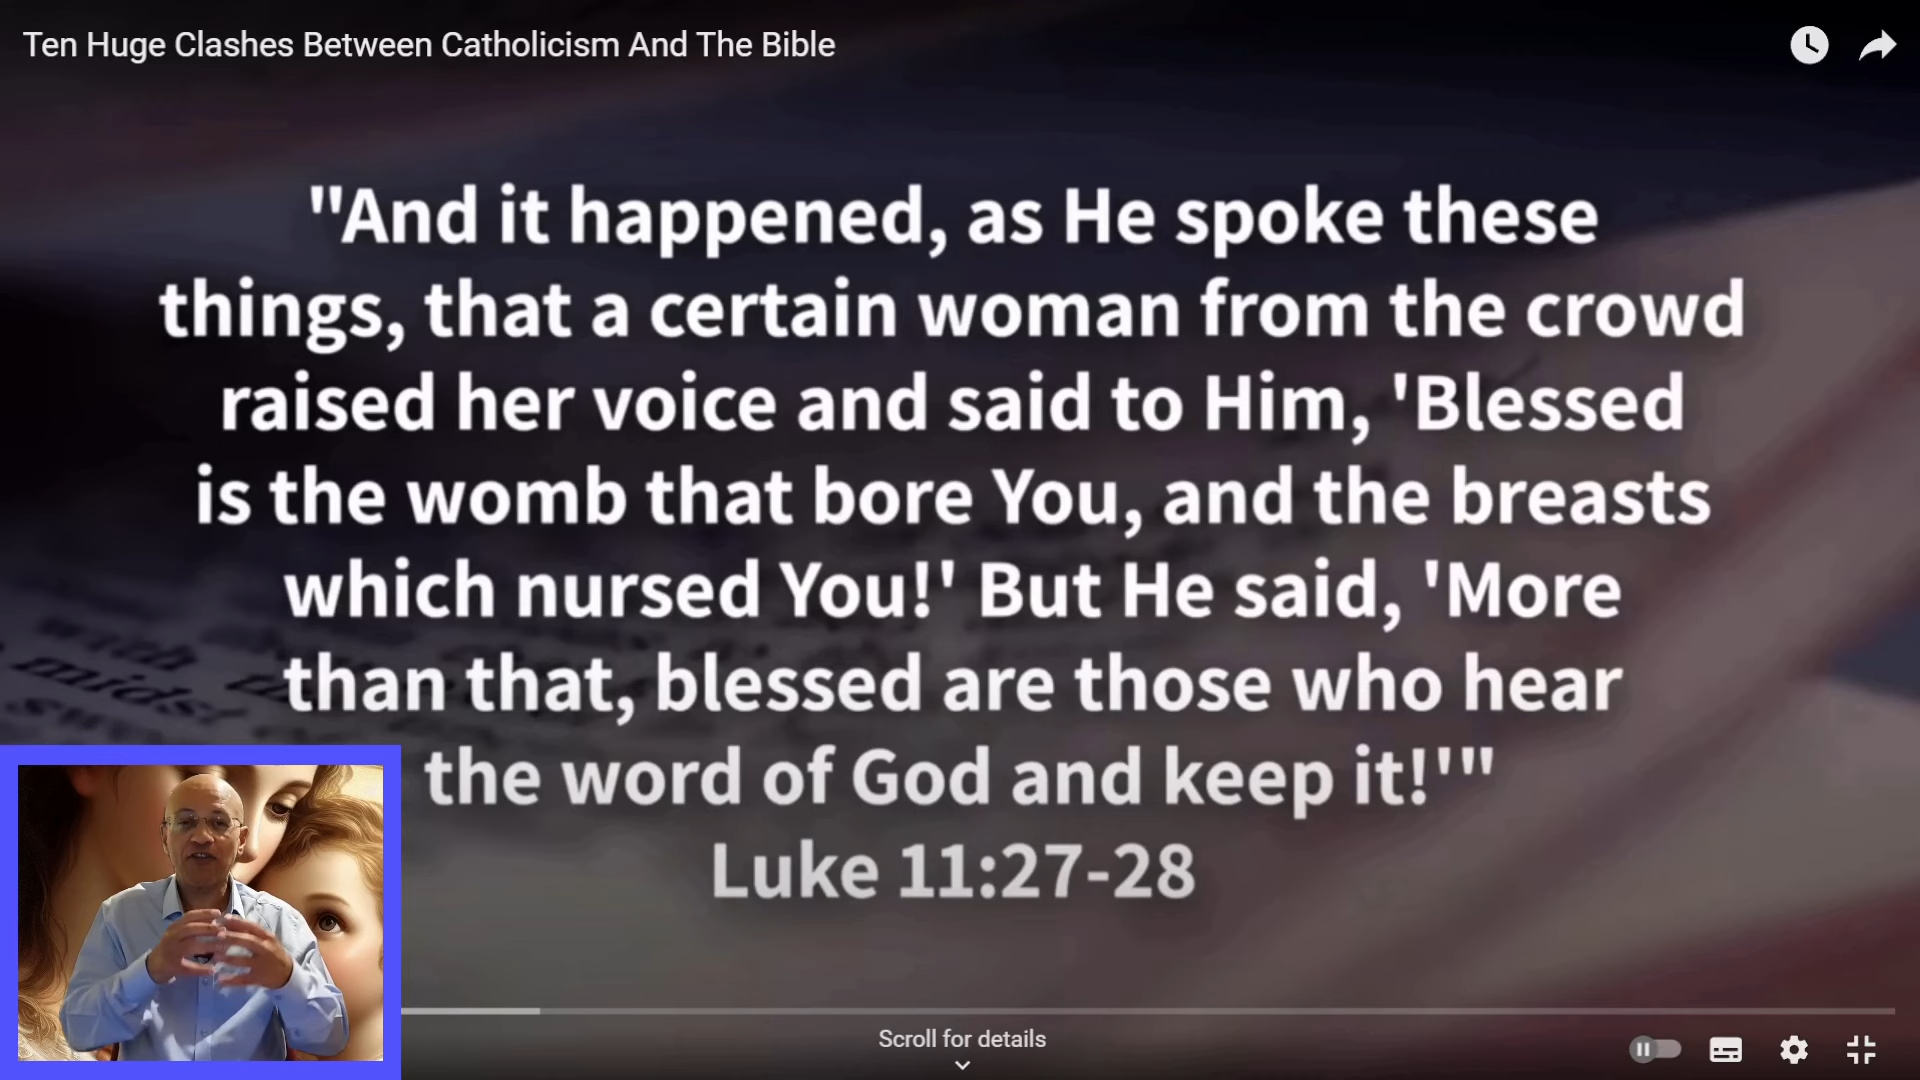 Ten Huge Clashes Between Catholicism And The Bible
"And it happened, as He spoke these
things, that a certain woman from the crowd
raised her voice and said to Him, 'Blessed
is the womb that bore You, and the breasts
which nursed You!' But He said, 'More
than that, blessed are those who hear
the word of God and keep it!'"
Luke 11:27-28
with
midst
Scroll for details